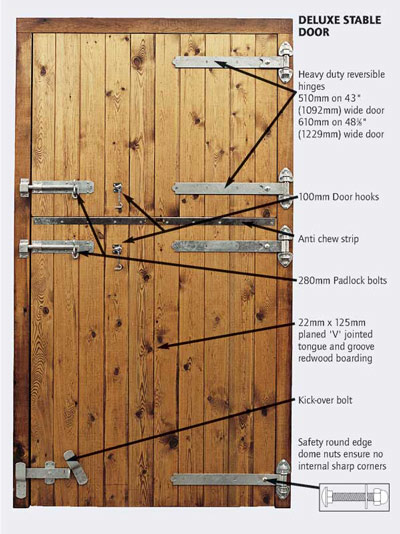 DELUXE STABLE
DOOR
Heavy duty reversible
hinges
510mm on 43"
(1092mm) wide door
610mm on 48⅜"
(1229mm) wide door
100mm Door hooks
Anti chew strip
280mm Padlock bolts
22mm x 125mm
planed 'V' jointed
tongue and groove
redwood boarding
Kick-over bolt
Safety round edge
dome nuts ensure no
internal sharp corners